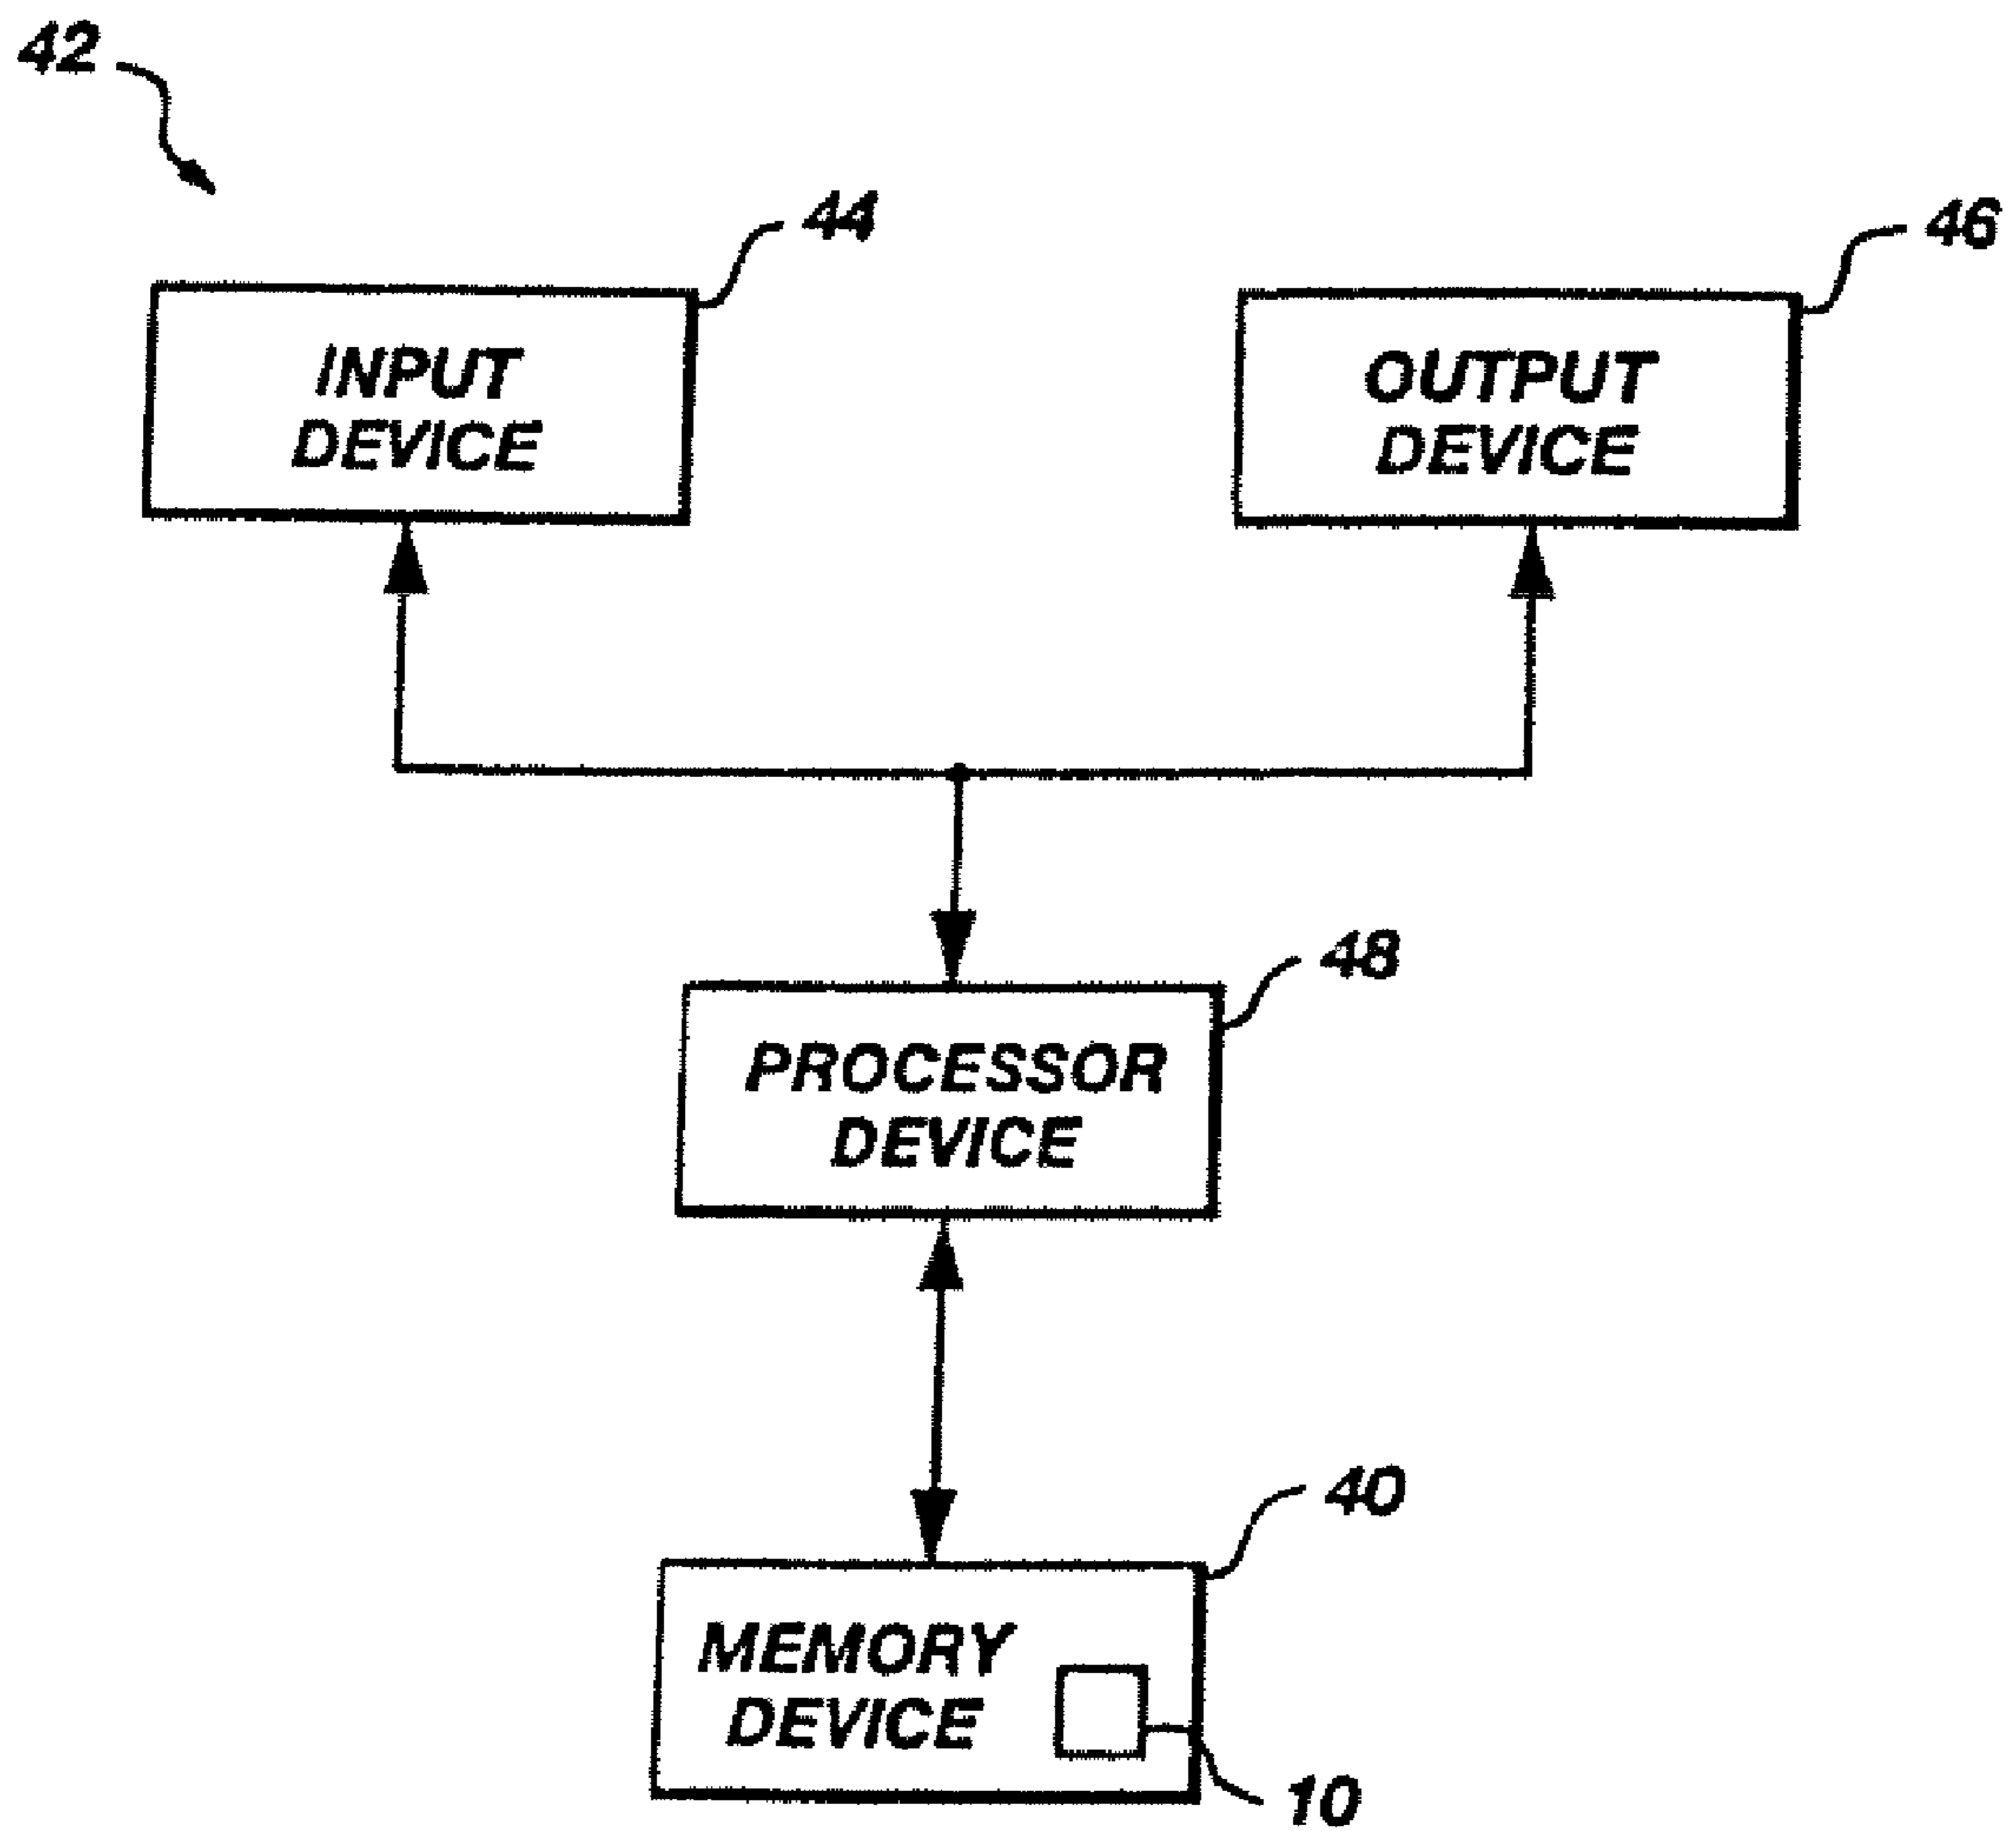 42
44
46
INPUT
DEVICE
OUTPUT
DEVICE
48
PROCESSOR
DEVICE
40
MEMORY
DEVICE
10